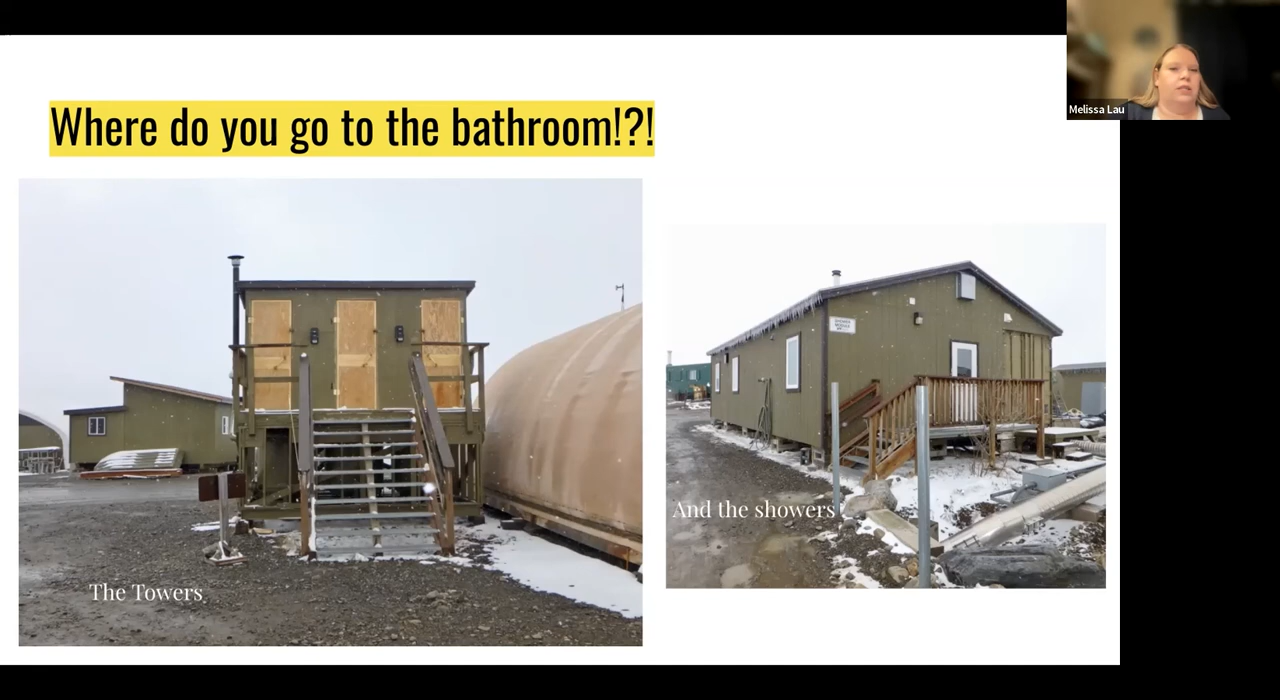 Where do you go to the bathroom!?!
Melissa Lau
The Towers
And the showers